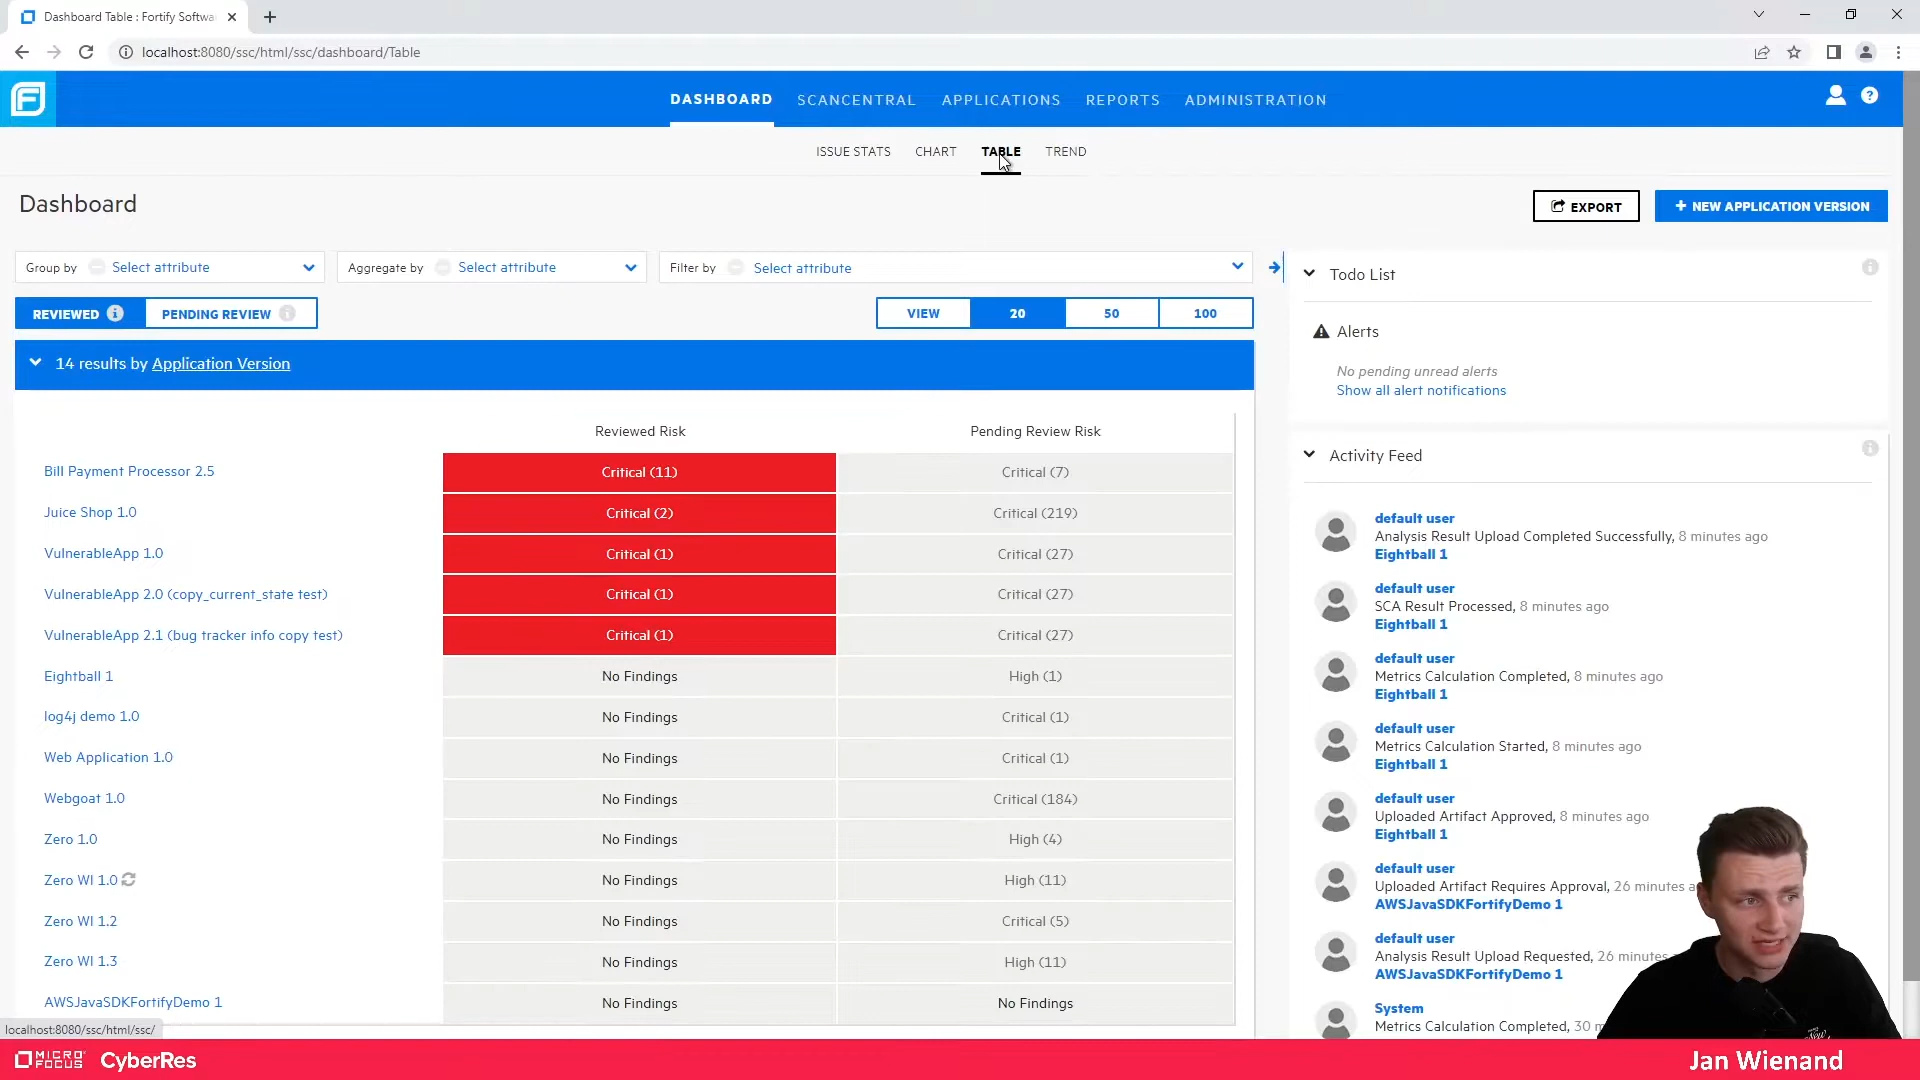 Dashboard Table : Fortify Softwa
localhost:8080/ssc/html/ssc/dashboard/Table
DASHBOARD SCANCENTRAL APPLICATIONS REPORTS ADMINISTRATION
ISSUE STATS CHART TABLE TREND
Dashboard
EXPORT
+ NEW APPLICATION VERSION
Group by Select attribute
Aggregate by Select attribute
Filter by Select attribute
REVIEWED PENDING REVIEW
VIEW 20 50 100
14 results by Application Version
Reviewed Risk Pending Review Risk
Bill Payment Processor 2.5 Critical (11) Critical (7)
Juice Shop 1.0 Critical (2) Critical (219)
VulnerableApp 1.0 Critical (1) Critical (27)
VulnerableApp 2.0 (copy_current_state test) Critical (1) Critical (27)
VulnerableApp 2.1 (bug tracker info copy test) Critical (1) Critical (27)
Eightball 1 No Findings High (1)
log4j demo 1.0 No Findings Critical (1)
Web Application 1.0 No Findings Critical (1)
Webgoat 1.0 No Findings Critical (184)
Zero 1.0 No Findings High (4)
Zero WI 1.0 No Findings High (11)
Zero WI 1.2 No Findings Critical (5)
Zero WI 1.3 No Findings High (11)
AWSJavaSDKFortifyDemo 1 No Findings No Findings
Todo List
Alerts
No pending unread alerts
Show all alert notifications
Activity Feed
default user
Analysis Result Upload Completed Successfully, 8 minutes ago
Eightball 1
default user
SCA Result Processed, 8 minutes ago
Eightball 1
default user
Metrics Calculation Completed, 8 minutes ago
Eightball 1
default user
Metrics Calculation Started, 8 minutes ago
Eightball 1
default user
Uploaded Artifact Approved, 8 minutes ago
Eightball 1
default user
Uploaded Artifact Requires Approval, 26 minutes a
AWSJavaSDKFortifyDemo 1
default user
Analysis Result Upload Requested, 26 minutes
AWSJavaSDKFortifyDemo 1
System
Metrics Calculation Completed, 30 m
localhost:8080/ssc/html/ssc/
MICRO FOCUS CyberRes
Jan Wienand